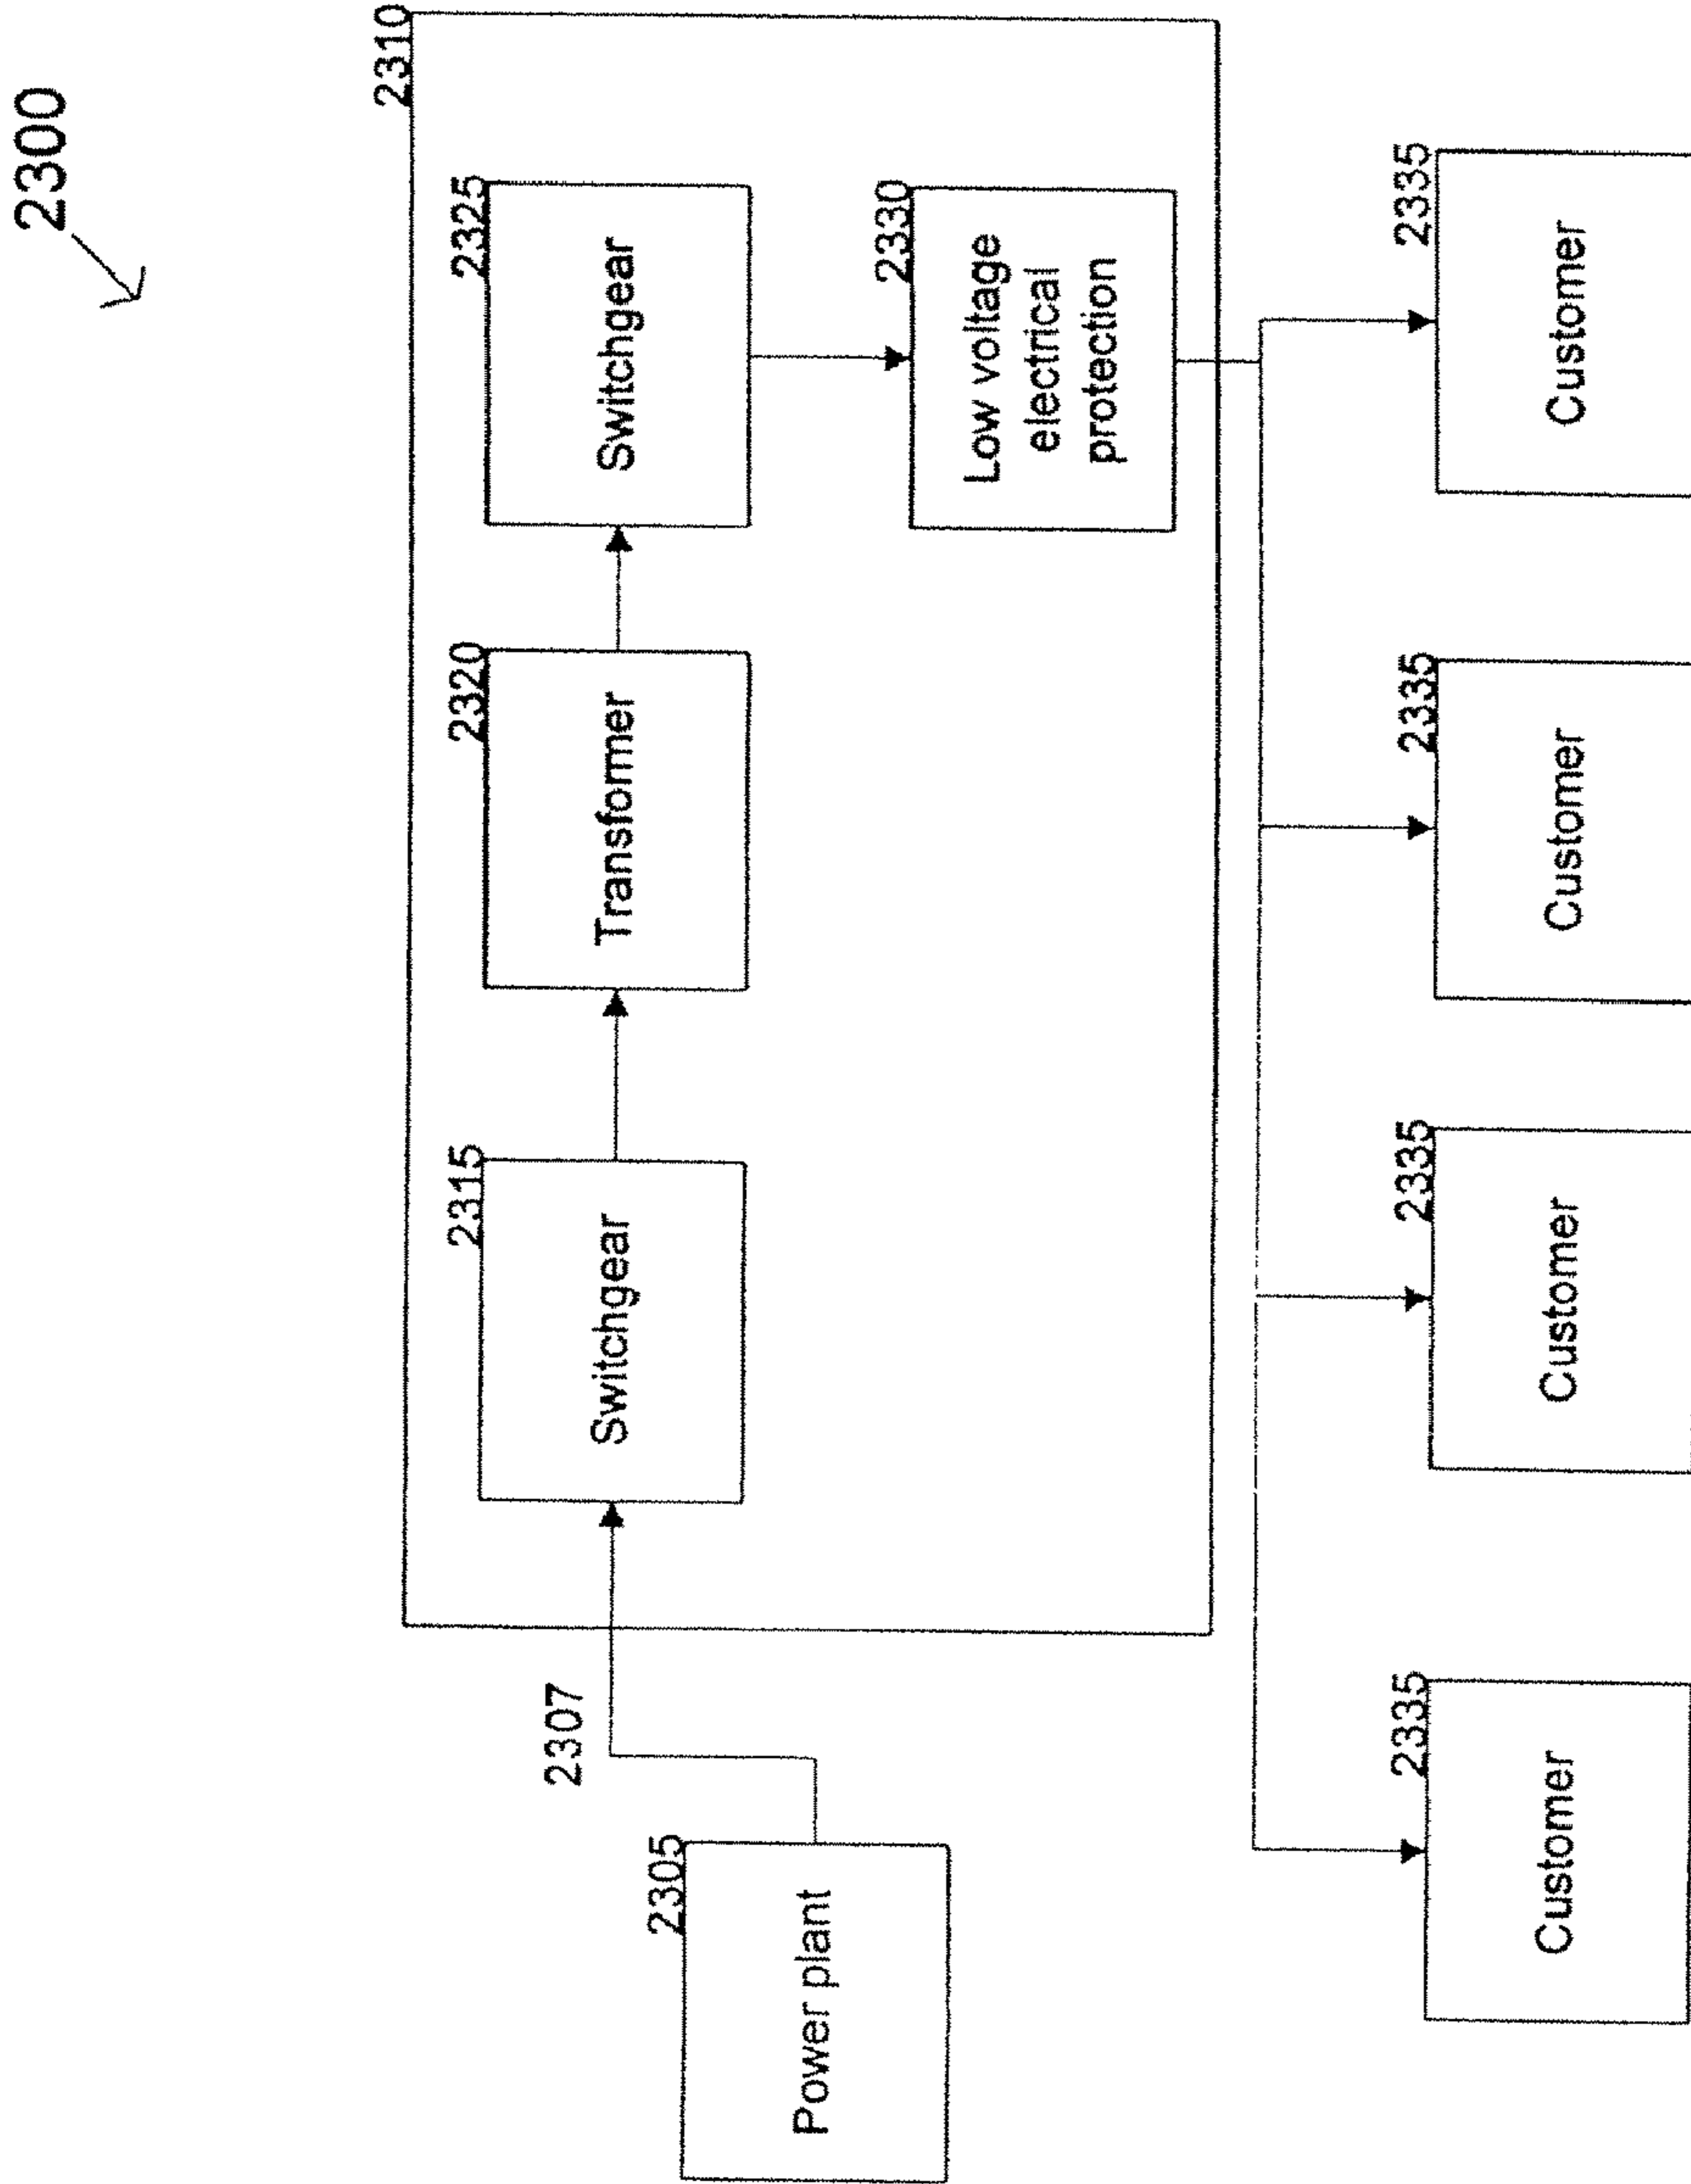 2300
2310
2315
Switchgear
2320
Transfomer
2325
Switchgear
2307
2305
Power plant
2330
Low voltage
electrical
protection
2335
Customer
2335
Customer
2335
Customer
2335
Customer